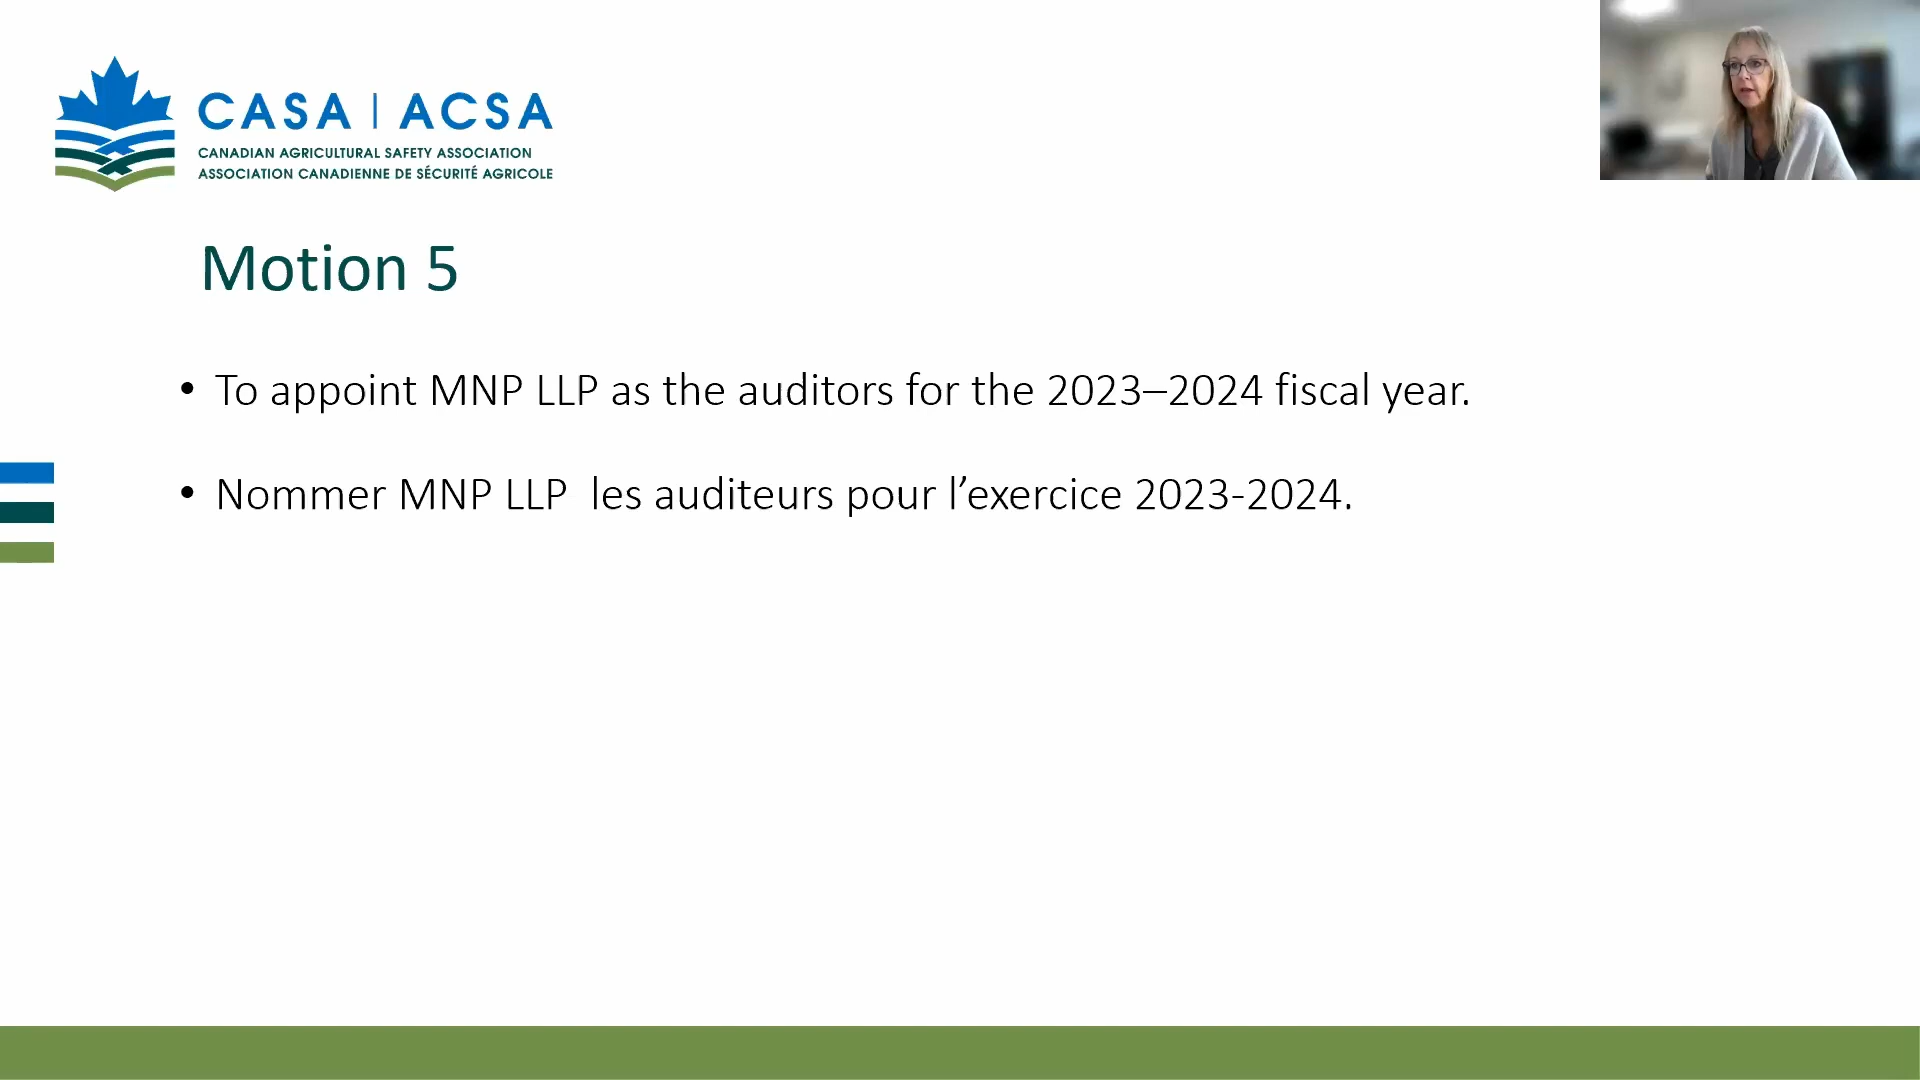 CASA | ACSA
CANADIAN AGRICULTURAL SAFETY ASSOCIATION
ASSOCIATION CANADIENNE DE SÉCURITÉ AGRICOLE
Motion 5
• To appoint MNP LLP as the auditors for the 2023–2024 fiscal year.
• Nommer MNP LLP  les auditeurs pour l’exercice 2023-2024.